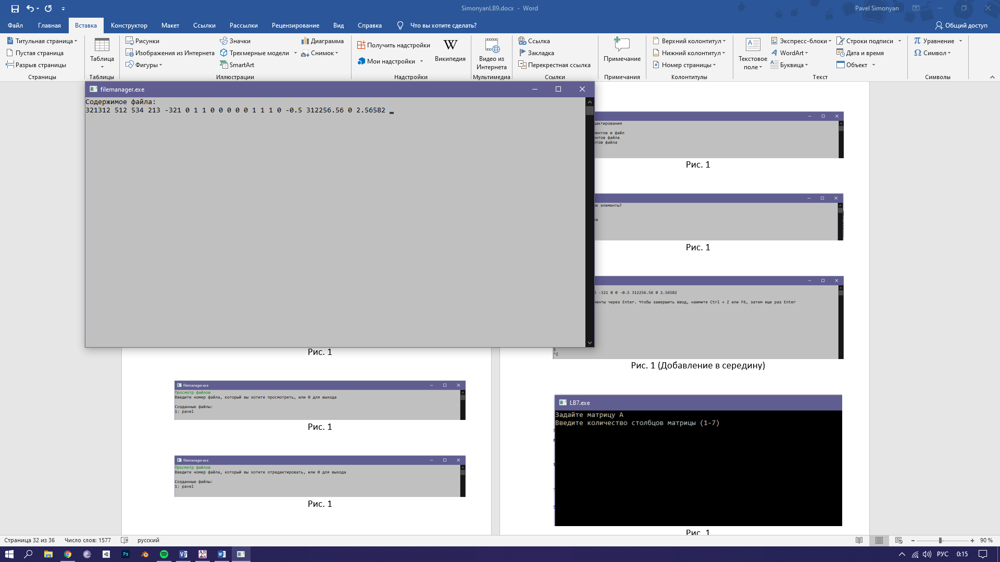 SimonyanLB9.docx - Word
Pavel Simonyan
Файл Главная Вставка Конструктор Макет Ссылки Рассылки Рецензирование Вид Справка Что вы хотите сделать? Общий доступ
Титульная страница
Пустая страница
Разрыв страницы
Страницы
Таблица
Таблицы
Рисунки
Изображения из Интернета
Фигуры
Значки
Трехмерные модели
SmartArt
Диаграмма
Снимок
Иллюстрации
Получить надстройки
Мои надстройки
Википедия
Надстройки
Видео из
Интернета
Мультимедиа
Ссылка
Закладка
Перекрестная ссылка
Ссылки
Примечание
Примечания
Верхний колонтитул
Нижний колонтитул
Номер страницы
Колонтитулы
Текстовое
поле
Экспресс-блоки
WordArt
Буквица
Строки подписи
Дата и время
Объект
Текст
Уравнение
Символ
Символы
filemanager.exe
Содержимое файла:
321312 512 534 213 -321 0 1 1 0 0 0 0 0 1 1 1 0 -0.5 312256.56 0 2.56582
Рис. 1
filemanager.exe
Просмотр файлов
Введите номер файла, который вы хотите просмотреть, или 0 для выхода
Созданные файлы:
1: pavel
Рис. 1
filemanager.exe
Просмотр файлов
Введите номер файла, который вы хотите отредактировать, или 0 для выхода
Созданные файлы:
1: pavel
Рис. 1
дактирования
ментов в файл
нтов файла
тов файла
Рис. 1
е элементы?
на
Рис. 1
3 -321 0 0 -0.5 312256.56 0 2.56582
менты через Enter. Чтобы завершить ввод, нажмите Ctrl + Z или F6, затем еще раз Enter
1
^Z
Рис. 1 (Добавление в середину)
LB7.exe
Задайте матрицу A
Введите количество столбцов матрицы (1-7)
Рис. 1
Страница 32 из 36 Число слов: 1577 русский 90 %
РУС 0:15